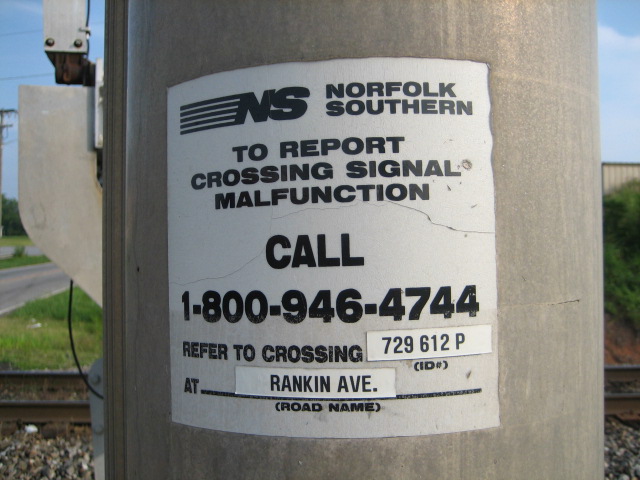 NS NORFOLK SOUTHERN
TO REPORT
CROSSING SIGNAL
MALFUNCTION
CALL
1-800-946-4744
REFER TO CROSSING 729 612 P
(ID#)
AT RANKIN AVE.
(ROAD NAME)